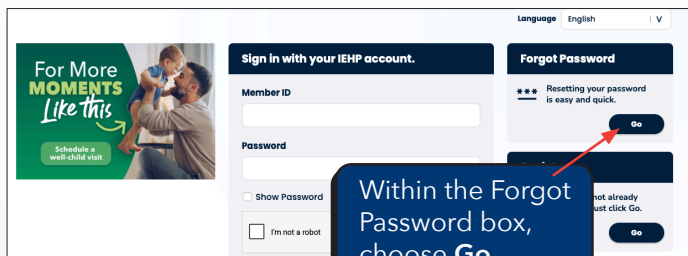 Language English V
For More
MOMENTS
Like this
Schedule a
well-child visit
Sign in with your IEHP account.
Member ID
Password
Show Password
I'm not a robot
Forgot Password
*** Resetting your password
is easy and quick.
Go
not already
ust click Go.
Go
Within the Forgot
Password box,
choose Go